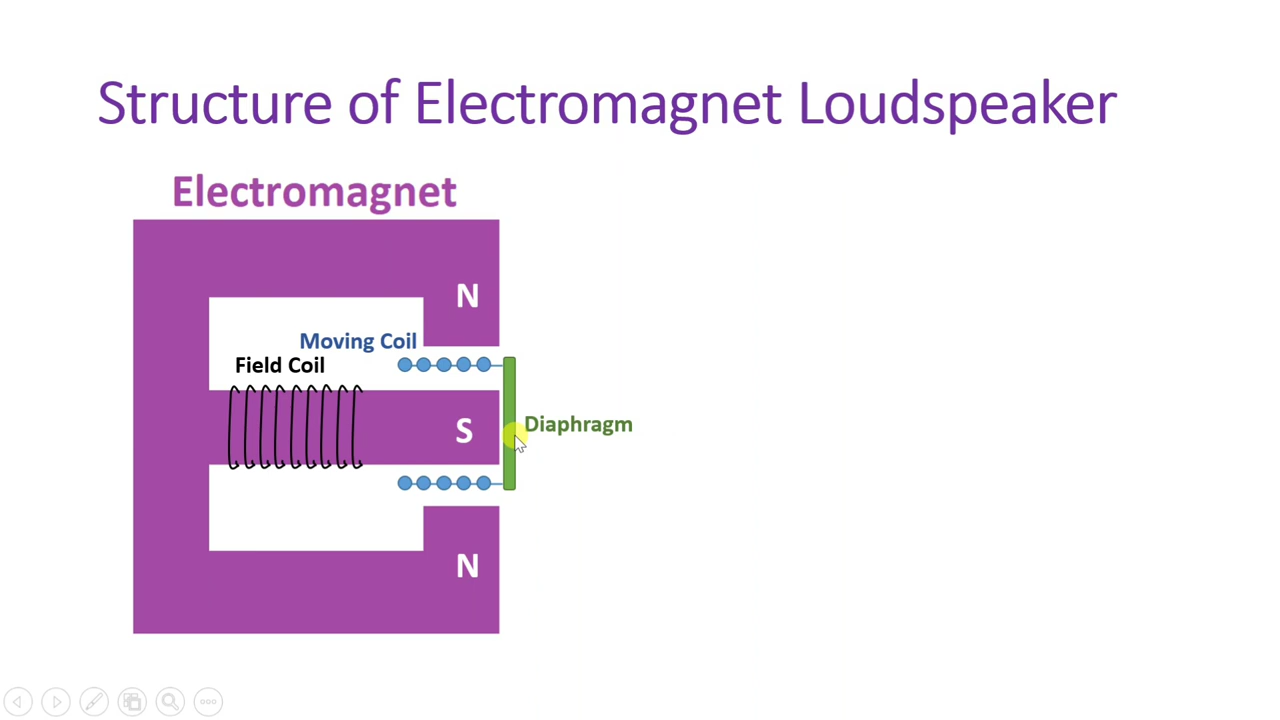 Structure of Electromagnet Loudspeaker
Electromagnet
N
Moving Coil
Field Coil
S
Diaphragm
N